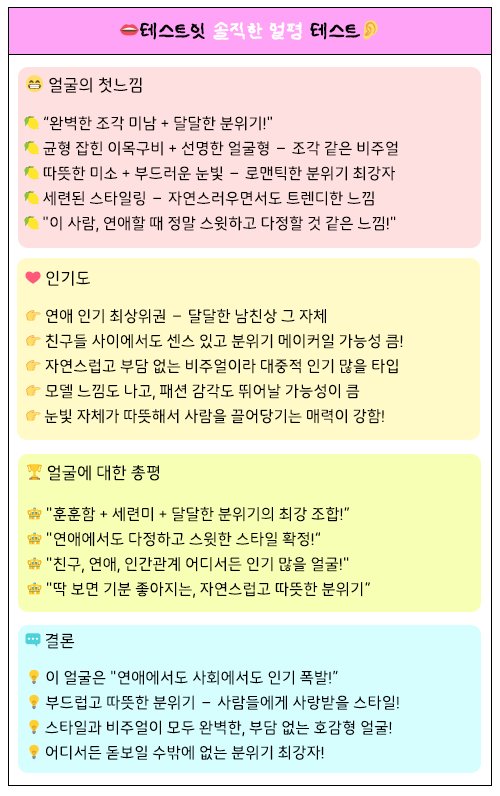 테스트잇 솔직한 얼평 테스트
얼굴의 첫느낌
"완벽한 조각 미남 + 달달한 분위기!"
균형 잡힌 이목구비 + 선명한 얼굴형 – 조각 같은 비주얼
따뜻한 미소 + 부드러운 눈빛 – 로맨틱한 분위기 최강자
세련된 스타일링 – 자연스러우면서도 트렌디한 느낌
"이 사람, 연애할 때 정말 스윗하고 다정할 것 같은 느낌!"
인기도
연애 인기 최상위권 – 달달한 남친상 그 자체
친구들 사이에서도 센스 있고 분위기 메이커일 가능성 큼!
자연스럽고 부담 없는 비주얼이라 대중적 인기 많을 타입
모델 느낌도 나고, 패션 감각도 뛰어날 가능성이 큼
눈빛 자체가 따뜻해서 사람을 끌어당기는 매력이 강함!
얼굴에 대한 총평
"훈훈함 + 세련미 + 달달한 분위기의 최강 조합!"
"연애에서도 다정하고 스윗한 스타일 확정!"
"친구, 연애, 인간관계 어디서든 인기 많을 얼굴!"
"딱 보면 기분 좋아지는, 자연스럽고 따뜻한 분위기"
결론
이 얼굴은 "연애에서도 사회에서도 인기 폭발!"
부드럽고 따뜻한 분위기 – 사람들에게 사랑받을 스타일!
스타일과 비주얼이 모두 완벽한, 부담 없는 호감형 얼굴!
어디서든 돋보일 수밖에 없는 분위기 최강자!